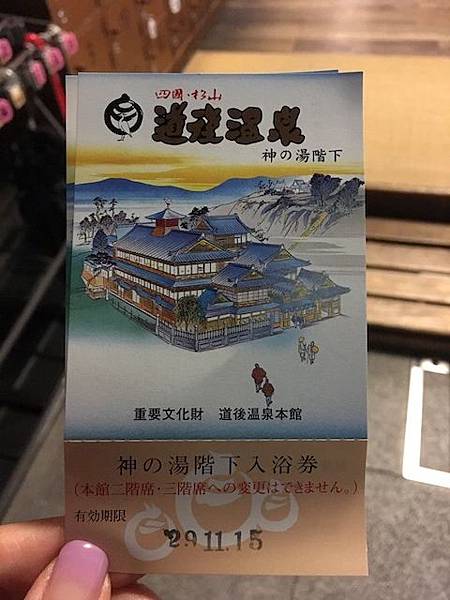 四國・松山
道後温泉
神の湯階下
重要文化財　道後温泉本館
神の湯階下入浴券
(本館二階席・三階席への変更はできません。)
有効期限
29.11.15